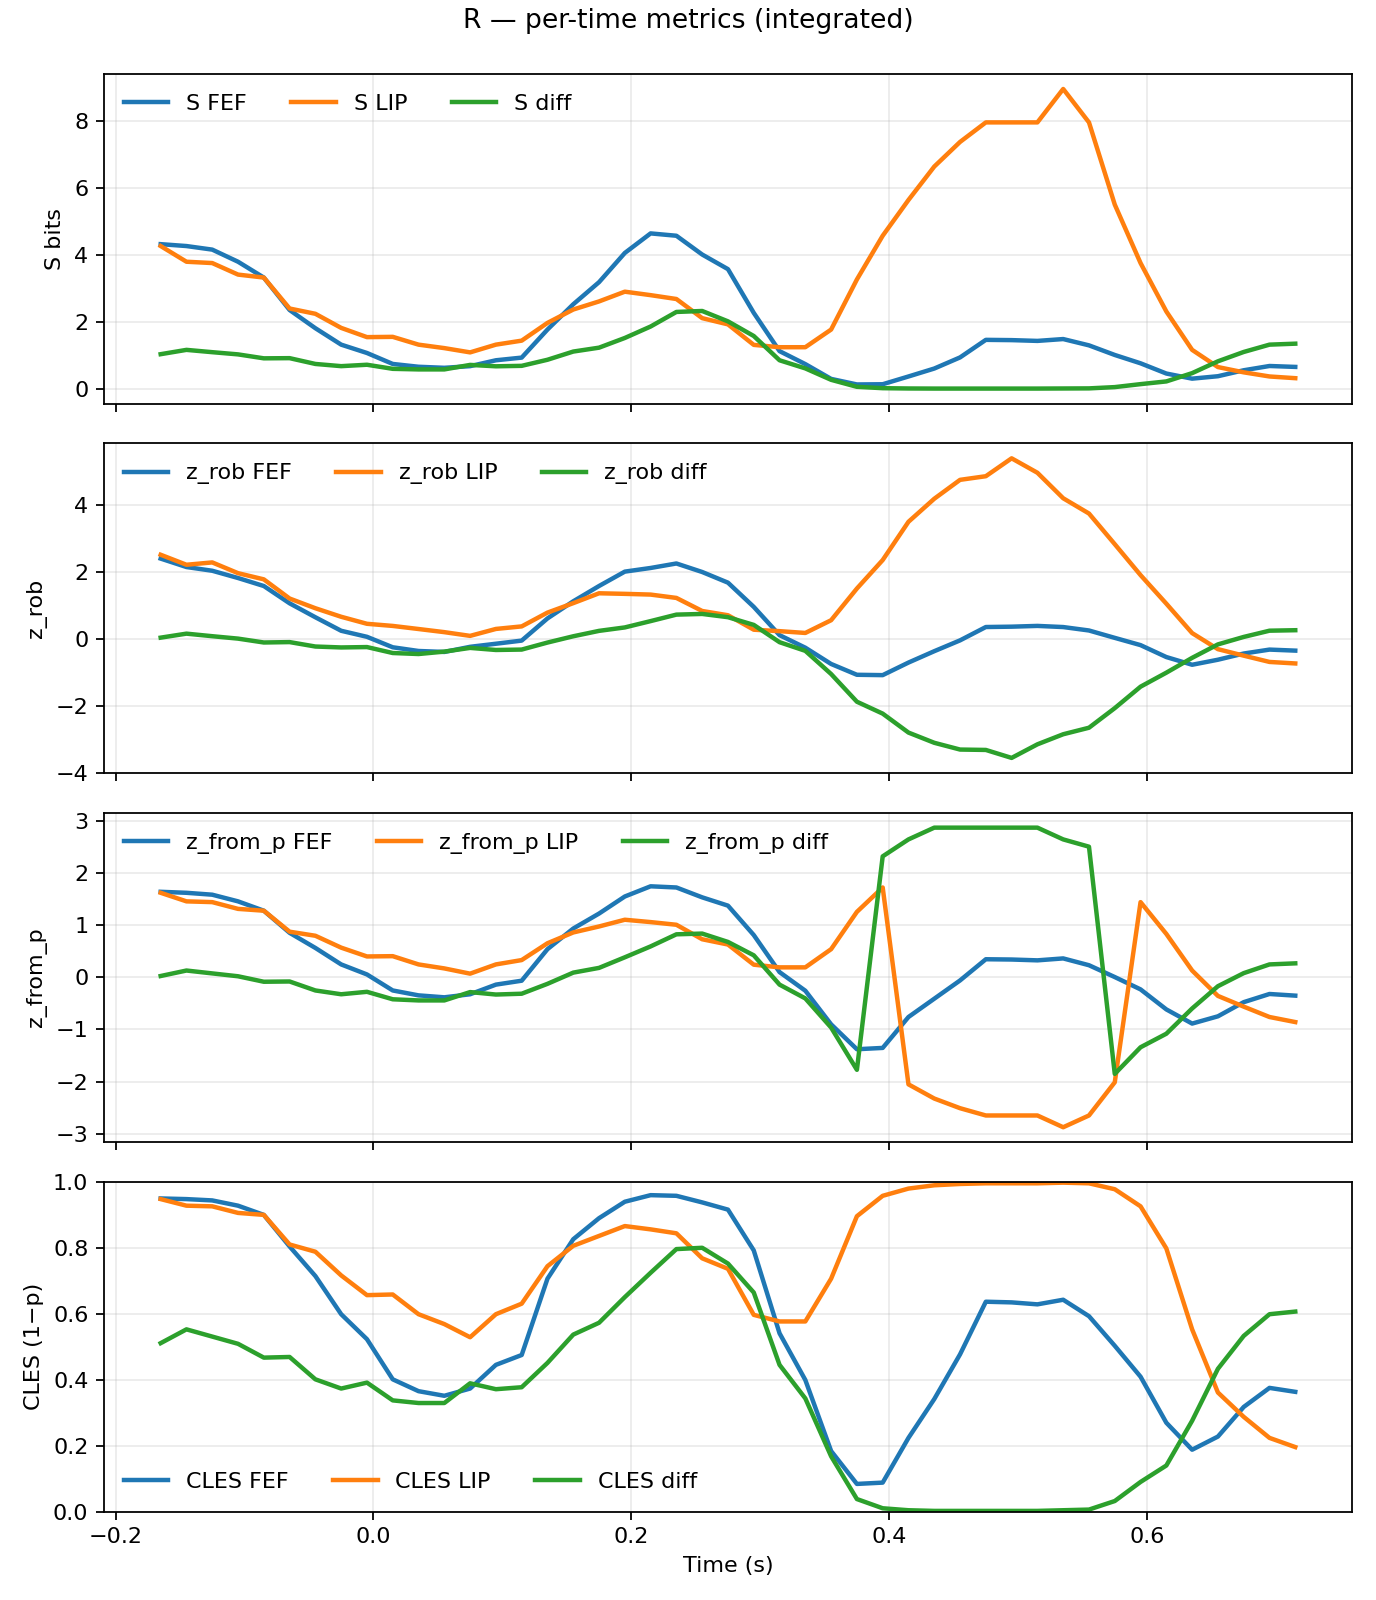 R — per-time metrics (integrated)
S FEF S LIP S diff
8
6
4
2
0
S bits
z_rob FEF z_rob LIP z_rob diff
4
2
0
−2
−4
z_rob
z_from_p FEF z_from_p LIP z_from_p diff
3
2
1
0
−1
−2
−3
z_from_p
1.0
0.8
0.6
0.4
0.2
0.0
CLES (1−p)
CLES FEF CLES LIP CLES diff
−0.2 0.0 0.2 0.4 0.6
Time (s)